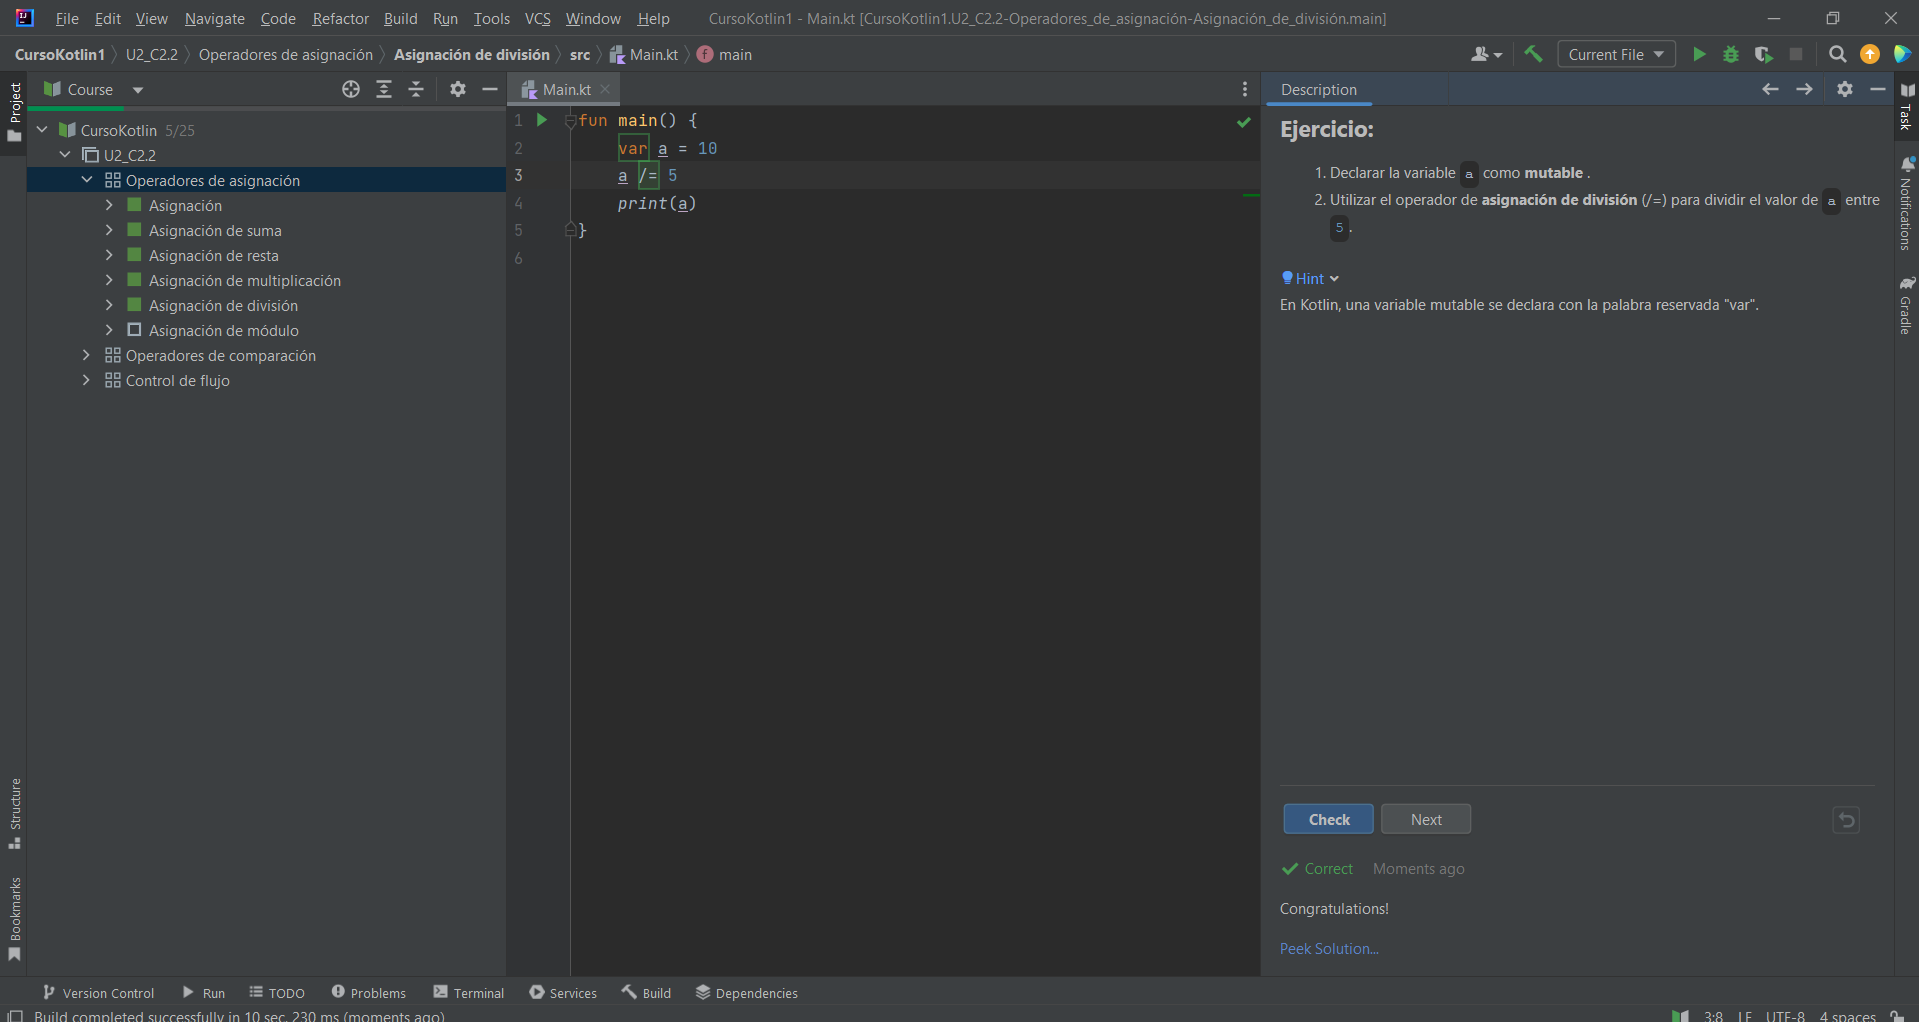 File Edit View Navigate Code Refactor Build Run Tools VCS Window Help CursoKotlin1 - Main.kt [CursoKotlin1.U2_C2.2-Operadores_de_asignación-Asignación_de_división.main]
CursoKotlin1 U2_C2.2 Operadores de asignación Asignación de división src Main.kt main Current File
Project
Course
CursoKotlin 5/25
U2_C2.2
Operadores de asignación
Asignación
Asignación de suma
Asignación de resta
Asignación de multiplicación
Asignación de división
Asignación de módulo
Operadores de comparación
Control de flujo
Structure
Bookmarks
Main.kt
1 fun main() {
2 var a = 10
3 a /= 5
4 print(a)
5 }
6
Description
Ejercicio:
1. Declarar la variable a como mutable .
2. Utilizar el operador de asignación de división (/=) para dividir el valor de a entre
5 .
Hint
En Kotlin, una variable mutable se declara con la palabra reservada "var".
Check Next
Correct Moments ago
Congratulations!
Peek Solution...
Task
Notifications
Gradle
Version Control Run TODO Problems Terminal Services Build Dependencies
Build completed successfully in 10 sec, 230 ms (moments ago) 3:8 LF UTF-8 4 spaces